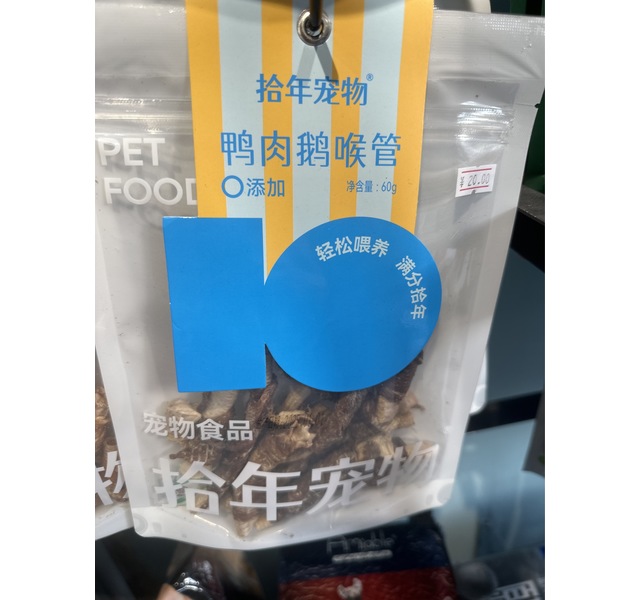 拾年宠物®
鸭肉鹅喉管
0添加
净含量:60g
¥ 20.00
PET
FOOD
轻松喂养 满分拾年
宠物食品
拾年宠物